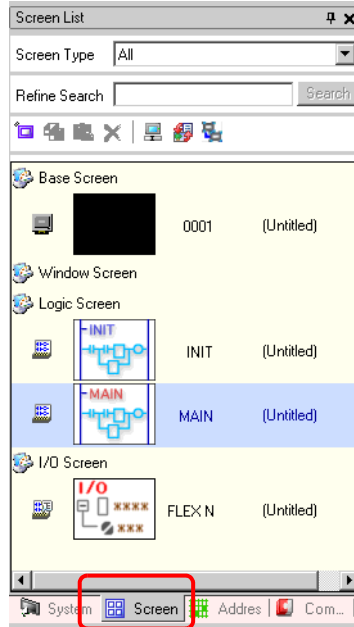 Screen List
Screen Type All
Refine Search Search
Base Screen
0001 (Untitled)
Window Screen
Logic Screen
INIT
INIT (Untitled)
MAIN
MAIN (Untitled)
I/O Screen
I/O
****
***
FLEX N (Untitled)
System Screen Addres Com...